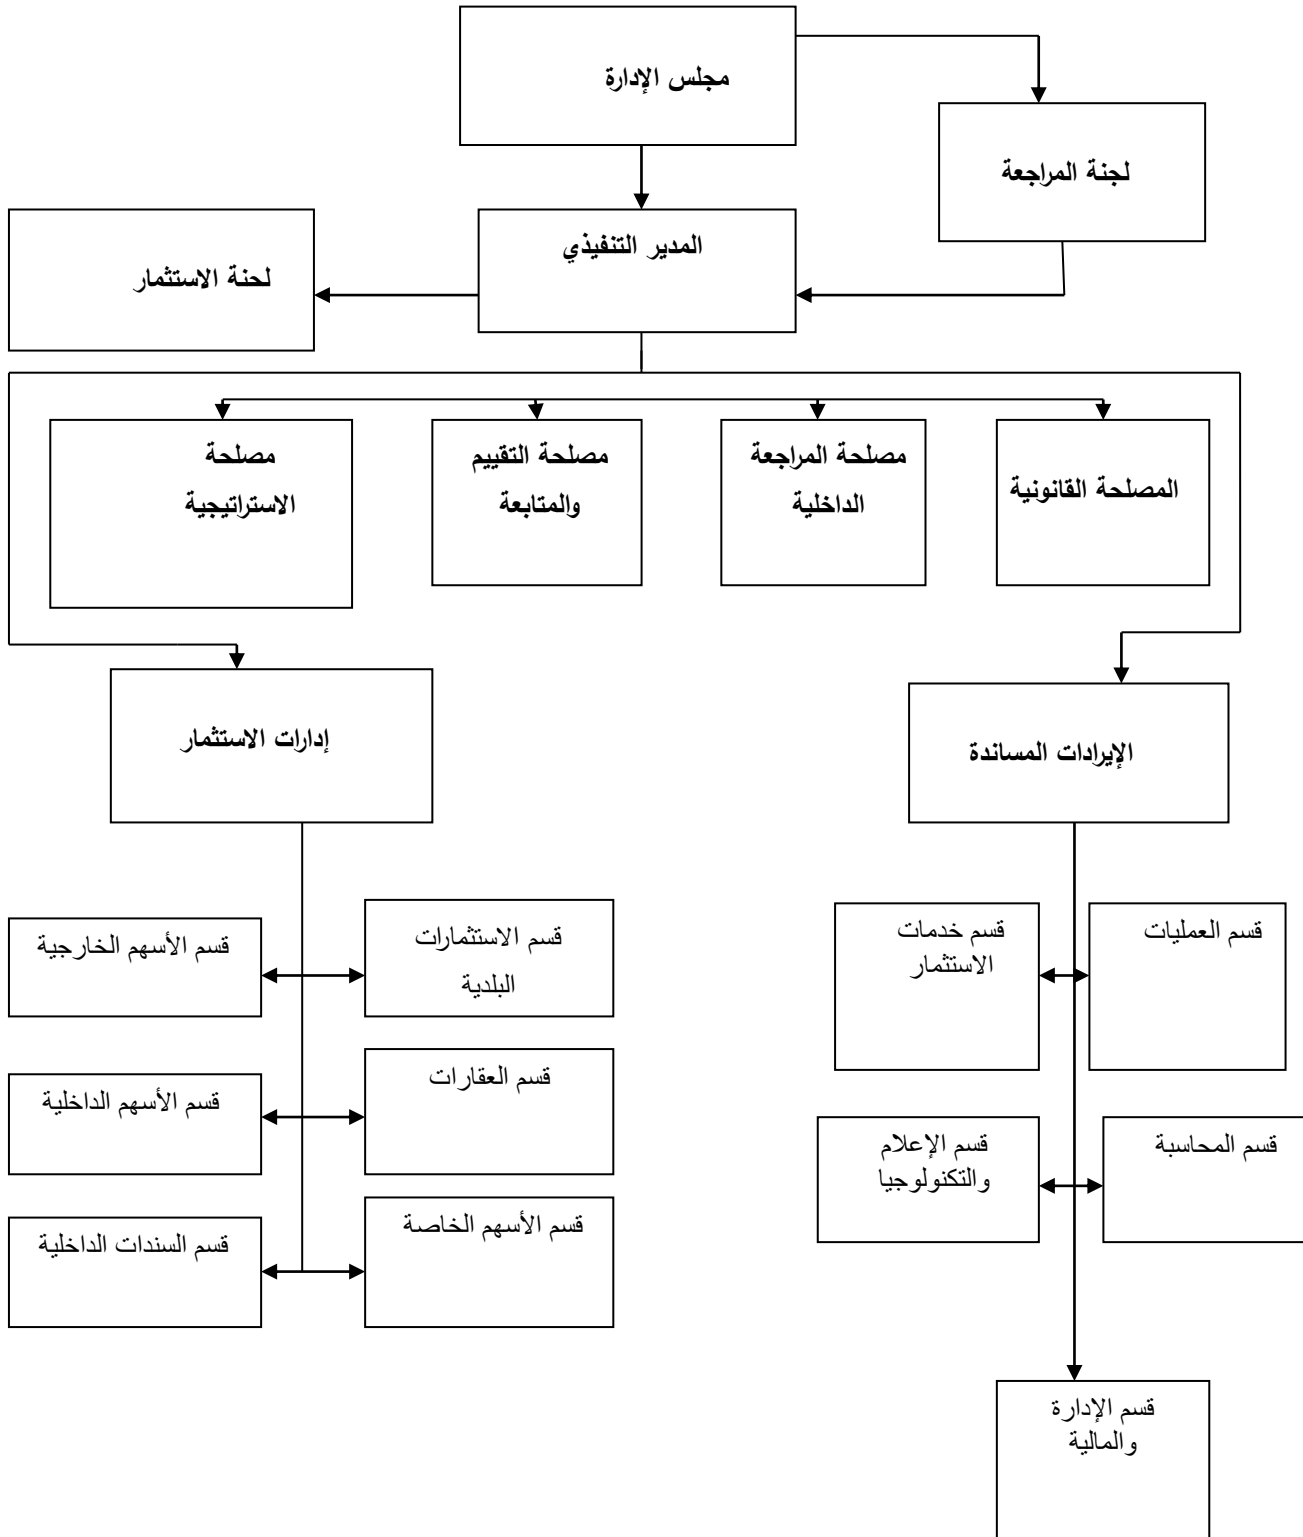 مجلس الإدارة
لجنة المراجعة
المدير التنفيذي
لحنة الاستثمار
المصلحة القانونية
مصلحة المراجعة
الداخلية
مصلحة التقييم
والمتابعة
مصلحة
الاستراتيجية
الإيرادات المساندة
إدارات الاستثمار
قسم العمليات
قسم خدمات
الاستثمار
قسم المحاسبة
قسم الإعلام
والتكنولوجيا
قسم الإدارة
والمالية
قسم الاستثمارات
البلدية
قسم الأسهم الخارجية
قسم العقارات
قسم الأسهم الداخلية
قسم الأسهم الخاصة
قسم السندات الداخلية